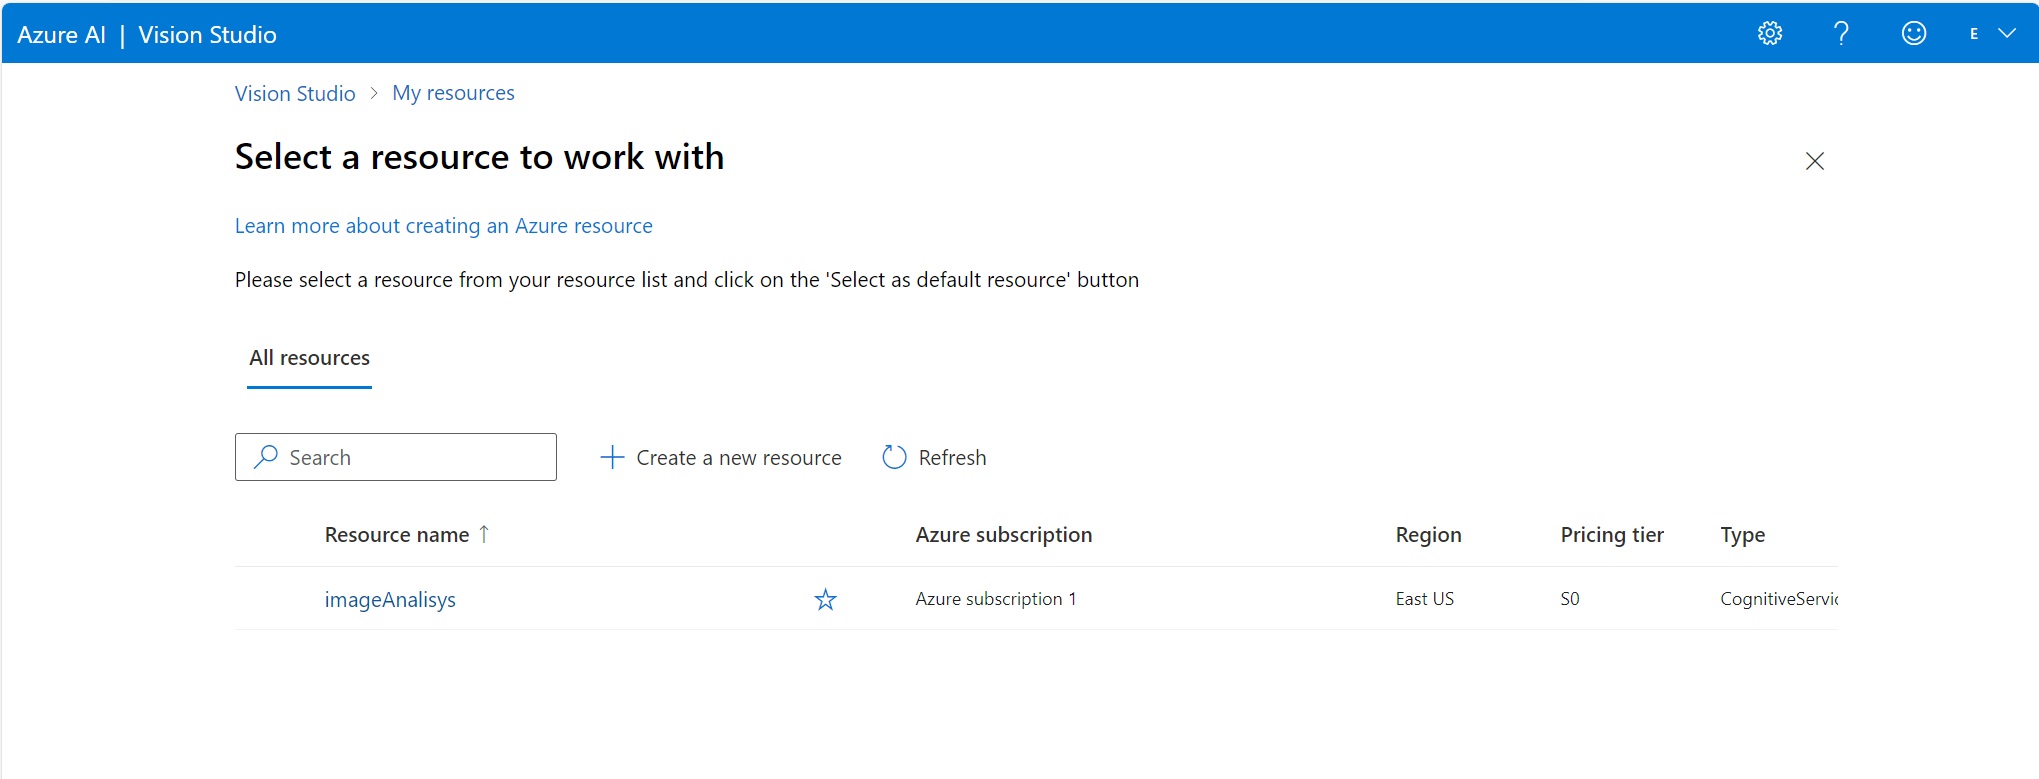 Azure AI | Vision Studio
E
Vision Studio > My resources
Select a resource to work with
Learn more about creating an Azure resource
Please select a resource from your resource list and click on the 'Select as default resource' button
All resources
Search
Create a new resource
Refresh
Resource name ↑ Azure subscription Region Pricing tier Type
imageAnalisys Azure subscription 1 East US S0 CognitiveServic